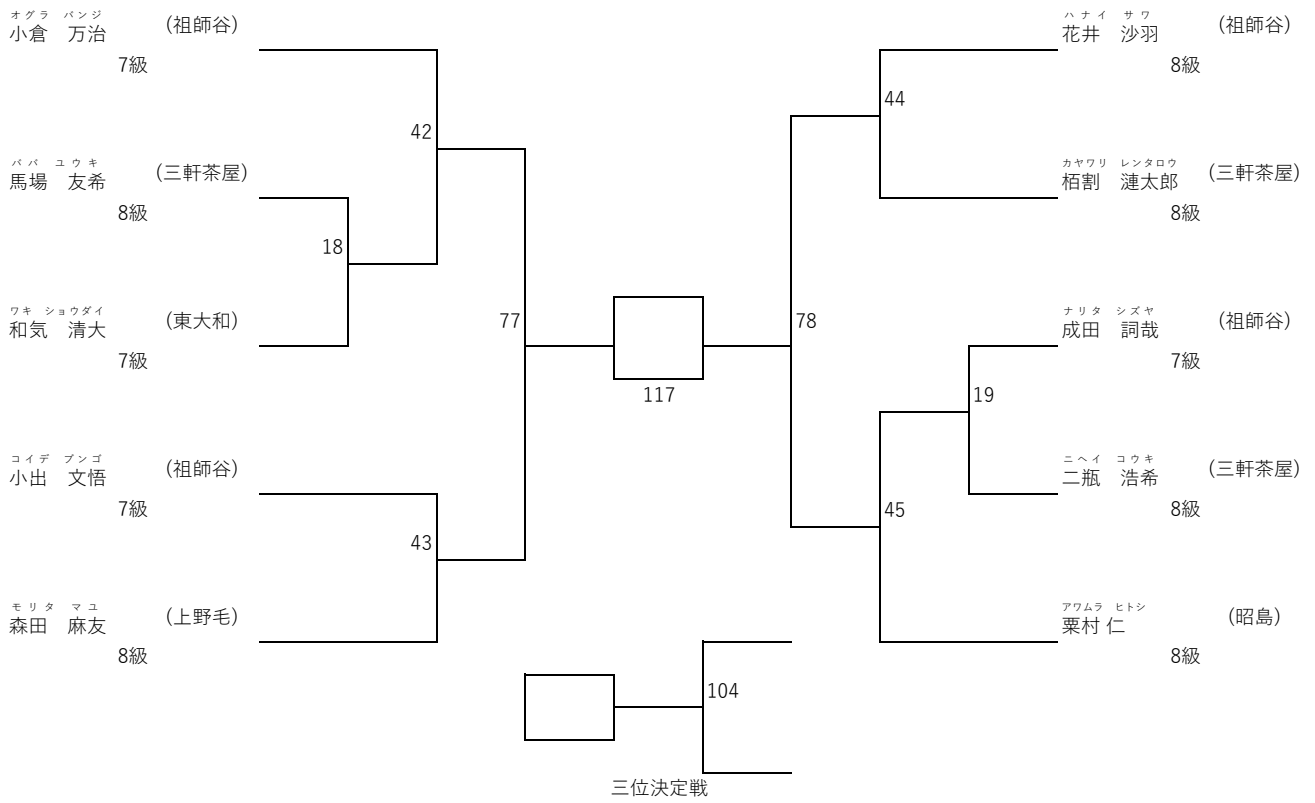 オグラ バンジ
小倉 万治 (祖師谷)
7級
42
ババ ユウキ
馬場 友希 (三軒茶屋)
8級
18
ワキ ショウダイ
和気 清大 (東大和)
7級
77
コイデ ブンゴ
小出 文悟 (祖師谷)
7級
43
モリタ マユ
森田 麻友 (上野毛)
8級
117
ハナイ サワ
花井 沙羽 (祖師谷)
8級
44
カヤワリ レンタロウ
栢割 漣太郎 (三軒茶屋)
8級
78
ナリタ シズヤ
成田 詞哉 (祖師谷)
7級
19
ニヘイ コウキ
二瓶 浩希 (三軒茶屋)
8級
45
アワムラ ヒトシ
粟村 仁 (昭島)
8級
104
三位決定戦